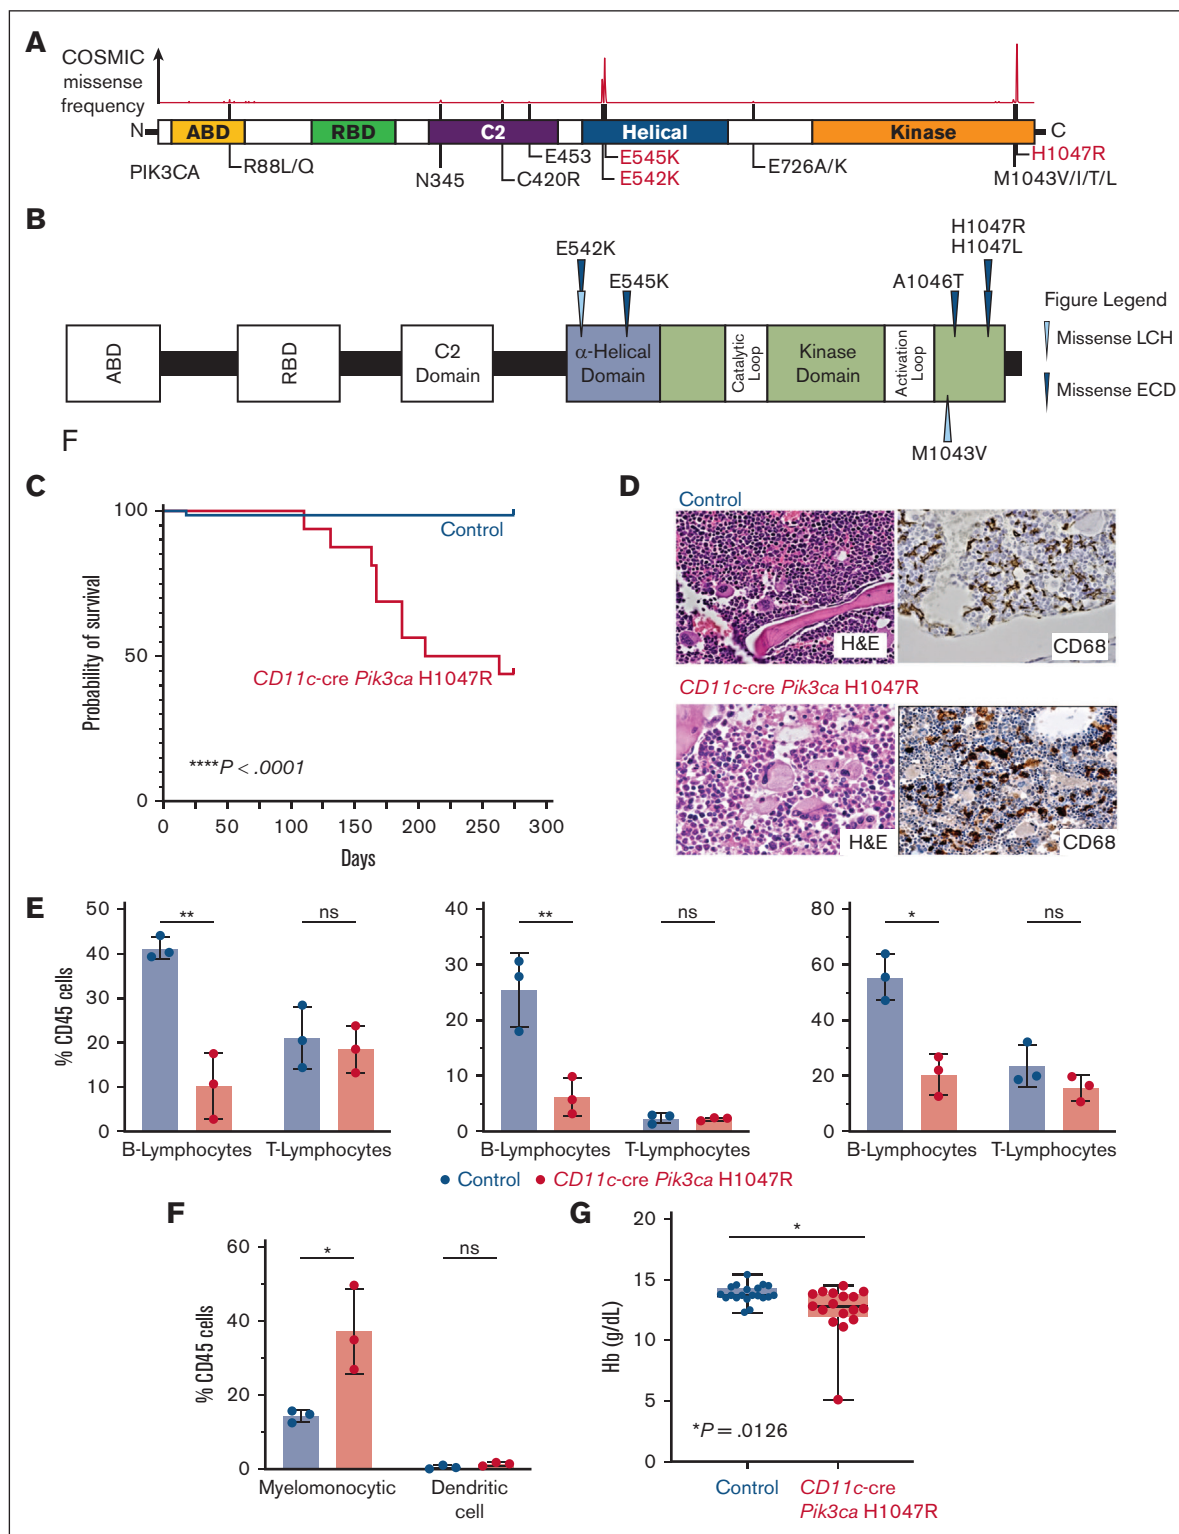 A
COSMIC
missense
frequency
N
ABD
RBD
C2
Helical
Kinase
C
PIK3CA
R88L/Q
N345
C420R
E453
E545K
E542K
E726A/K
H1047R
M1043V/I/T/L
B
E542K
E545K
A1046T
H1047R
H1047L
ABD
RBD
C2
Domain
α-Helical
Domain
Catalytic
Loop
Kinase
Domain
Activation
Loop
M1043V
Figure Legend
Missense LCH
Missense ECD
F
C
Probability of survival
100
50
0
Control
CD11c-cre Pik3ca H1047R
****P < .0001
0 50 100 150 200 250 300
Days
D
Control
H&E
CD68
CD11c-cre Pik3ca H1047R
H&E
CD68
E
% CD45 cells
50
40
30
20
10
0
** ns
B-Lymphocytes T-Lymphocytes
40
30
20
10
0
** ns
B-Lymphocytes T-Lymphocytes
80
60
40
20
0
* ns
B-Lymphocytes T-Lymphocytes
Control CD11c-cre Pik3ca H1047R
F
% CD45 cells
60
40
20
0
* ns
Myelomonocytic
Dendritic
cell
G
Hb (g/dL)
20
15
10
5
0
*
*P = .0126
Control
CD11c-cre
Pik3ca H1047R